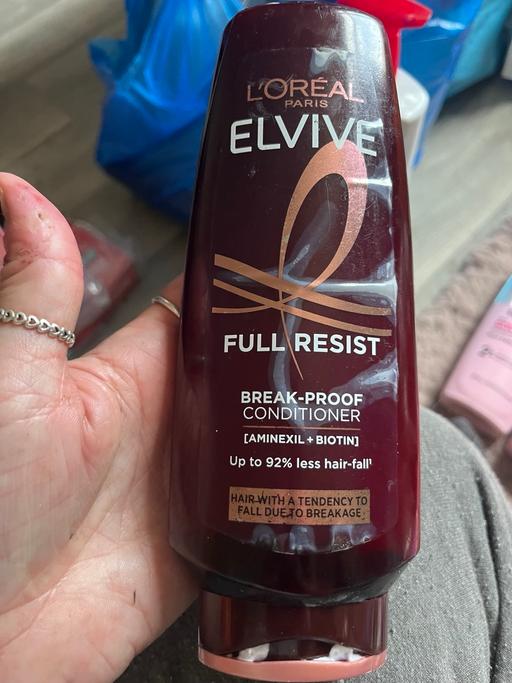 L'ORÉAL
PARIS
ELVIVE
FULL RESIST
BREAK-PROOF
CONDITIONER
[AMINEXIL + BIOTIN]
Up to 92% less hair-fall¹
HAIR WITH A TENDENCY TO
FALL DUE TO BREAKAGE